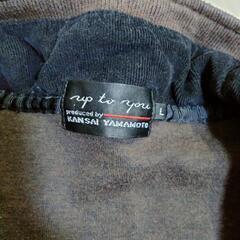 up to you
produced by
KANSAI YAMAMOTO
L